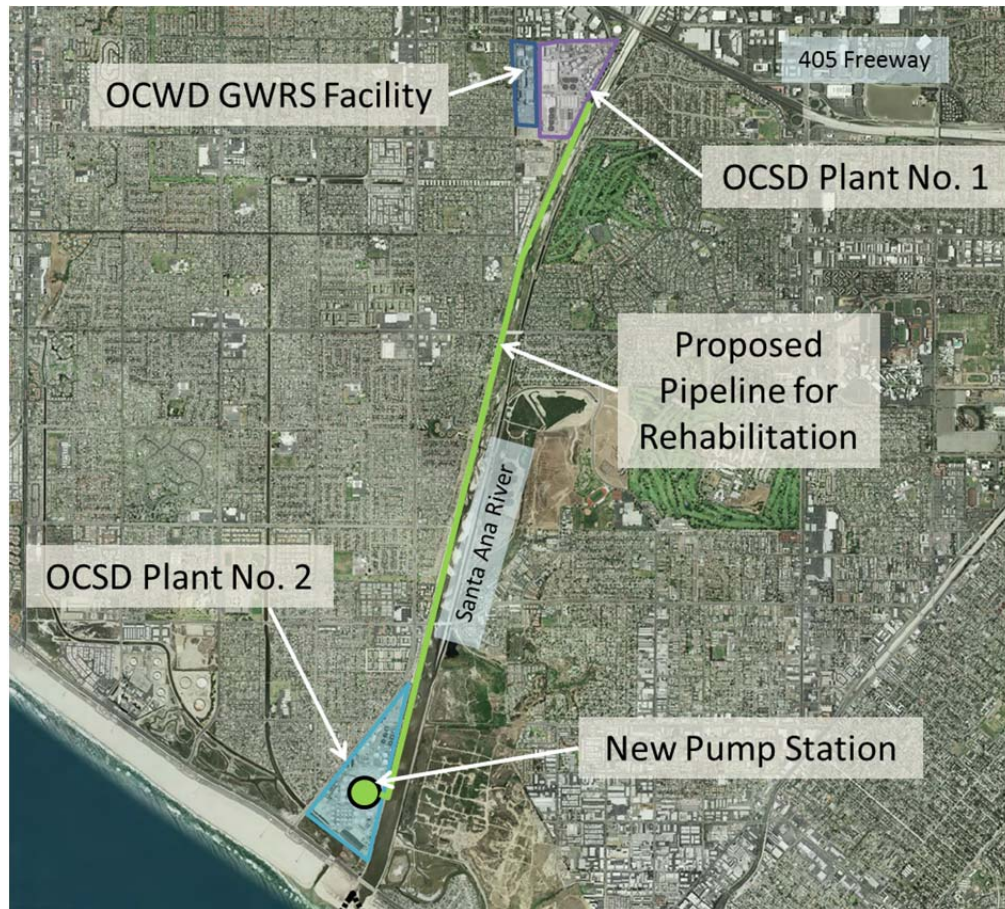 405 Freeway
OCWD GWRS Facility
OCSD Plant No. 1
Proposed
Pipeline for
Rehabilitation
Santa Ana River
OCSD Plant No. 2
New Pump Station